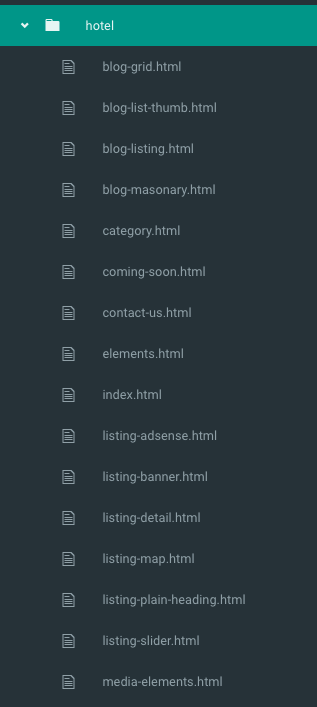 hotel
blog-grid.html
blog-list-thumb.html
blog-listing.html
blog-masonary.html
category.html
coming-soon.html
contact-us.html
elements.html
index.html
listing-adsense.html
listing-banner.html
listing-detail.html
listing-map.html
listing-plain-heading.html
listing-slider.html
media-elements.html